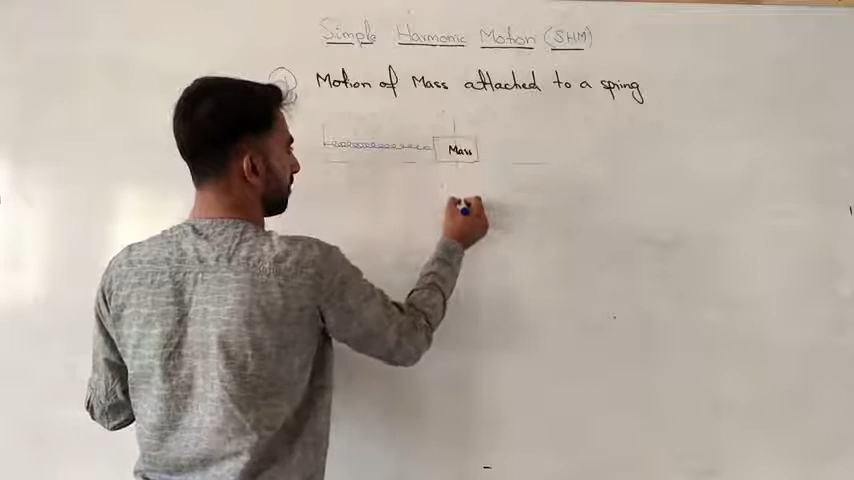 Simple Harmonic Motion (SHM)
Motion of Mass attached to a spring
Mass